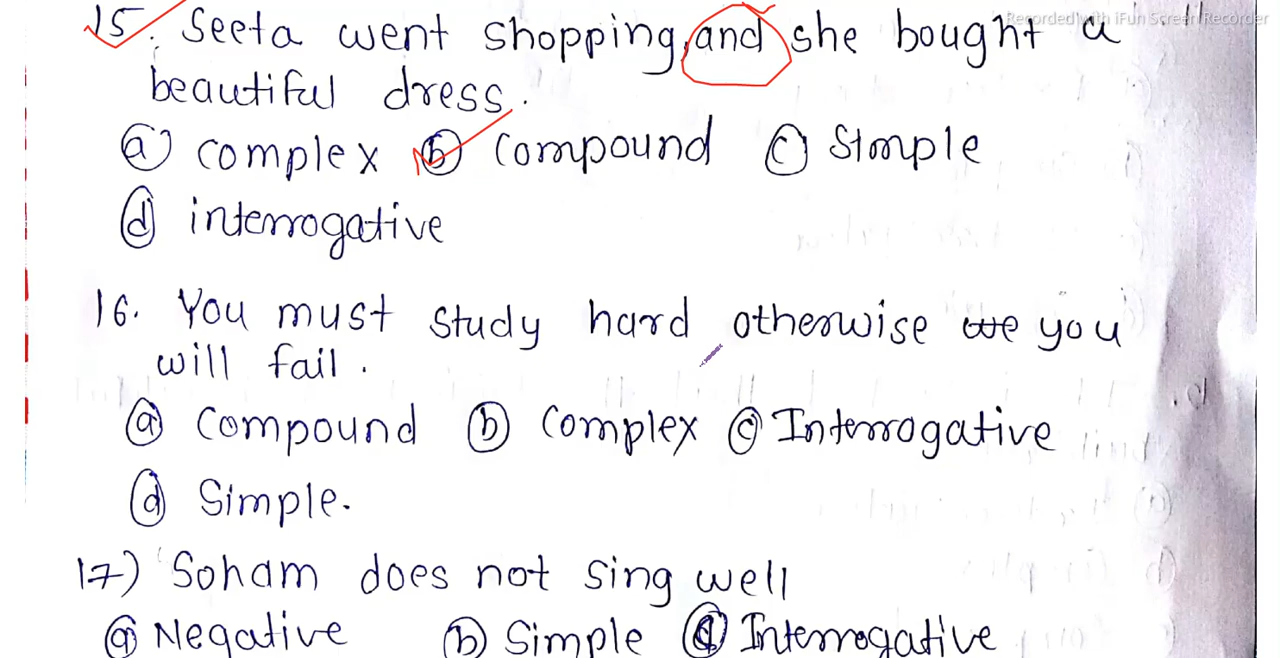 Recorded with iFun Screen Recorder
15. Seeta went shopping, and she bought a
beautiful dress.
a) complex b) compound c) Simple
d) interrogative
16. You must study hard otherwise you
will fail.
a) Compound b) Complex c) Interrogative
d) Simple.
17) Soham does not sing well
a) Negative b) Simple Interrogative